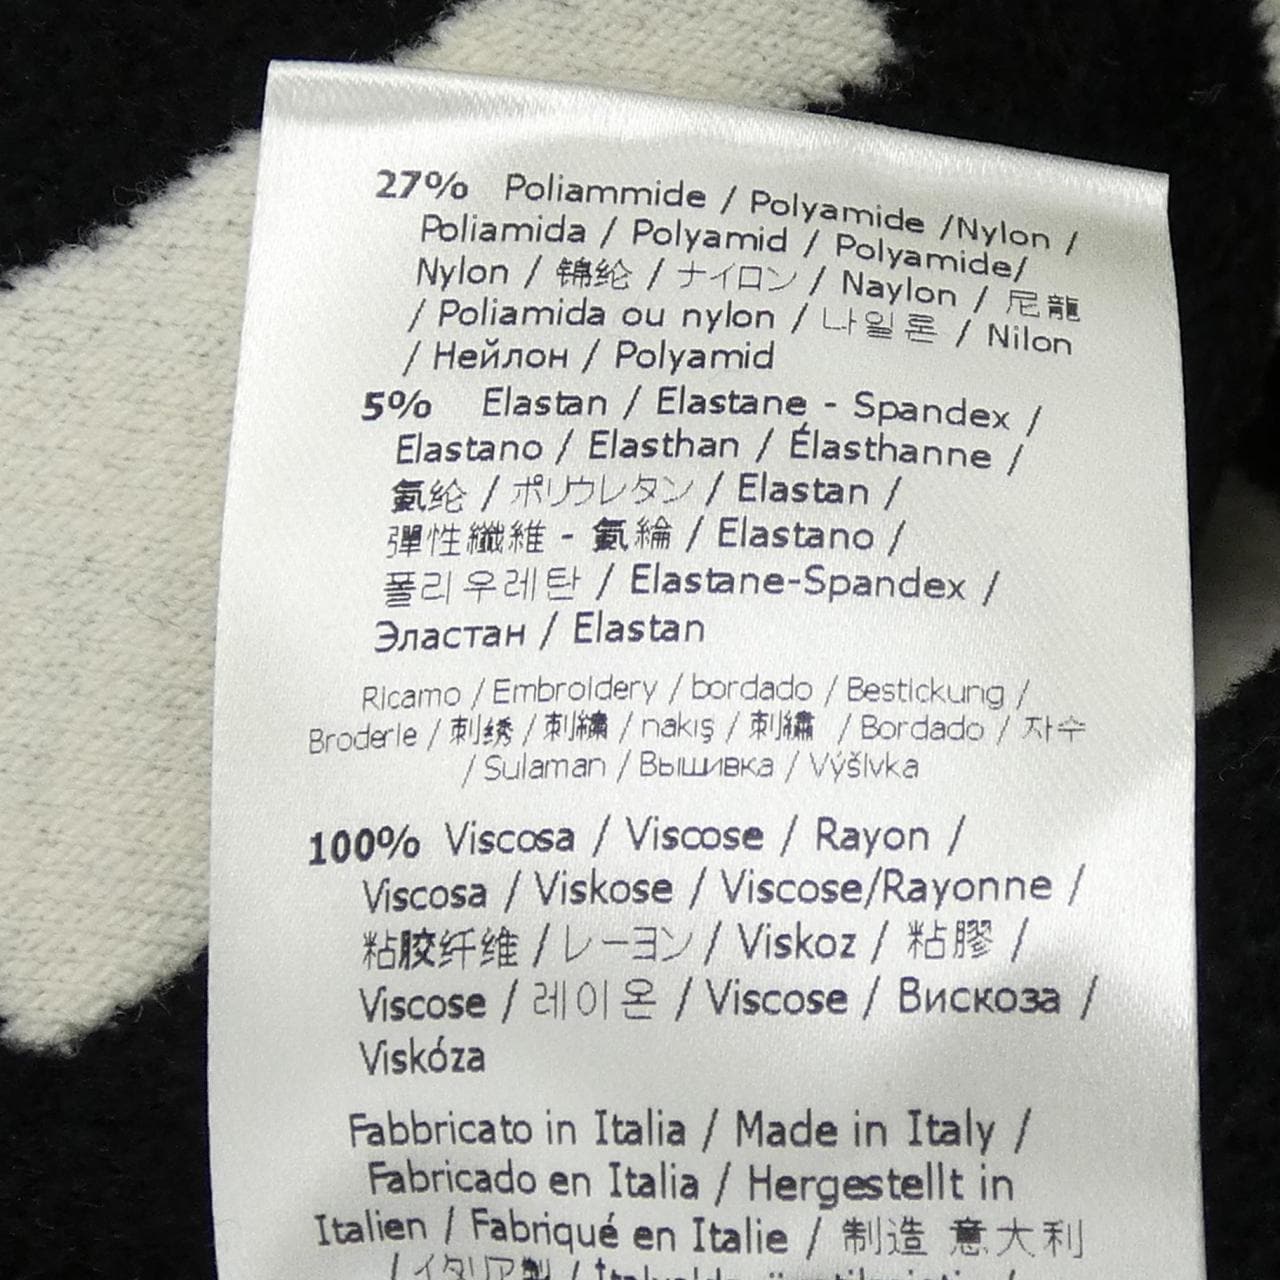 27% Poliammide / Polyamide /Nylon /
Poliamida / Polyamid / Polyamide/
Nylon / 锦纶 / ナイロン / Naylon / 尼龍
/ Poliamida ou nylon / 나일론 / Nilon
/ Нейлон / Polyamid
5% Elastan / Elastane - Spandex /
Elastano / Elasthan / Élasthanne /
氨纶 / ポリウレタン / Elastan /
彈性纖維 - 氨綸 / Elastano /
폴리우레탄 / Elastane-Spandex /
Эластан / Elastan
Ricamo / Embroidery / bordado / Bestickung /
Broderie / 刺绣 / 刺繍 / nakış / 刺繡 / Bordado / 자수
/ Sulaman / Вышивка / Výšivka
100% Viscosa / Viscose / Rayon /
Viscosa / Viskose / Viscose/Rayonne /
粘胶纤维 / レーヨン / Viskoz / 粘膠 /
Viscose / 레이온 / Viscose / Вискоза /
Viskóza
Fabbricato in Italia / Made in Italy /
Fabricado en Italia / Hergestellt in
Italien / Fabriqué en Italie / 制造 意大利
/ イタリア製 /